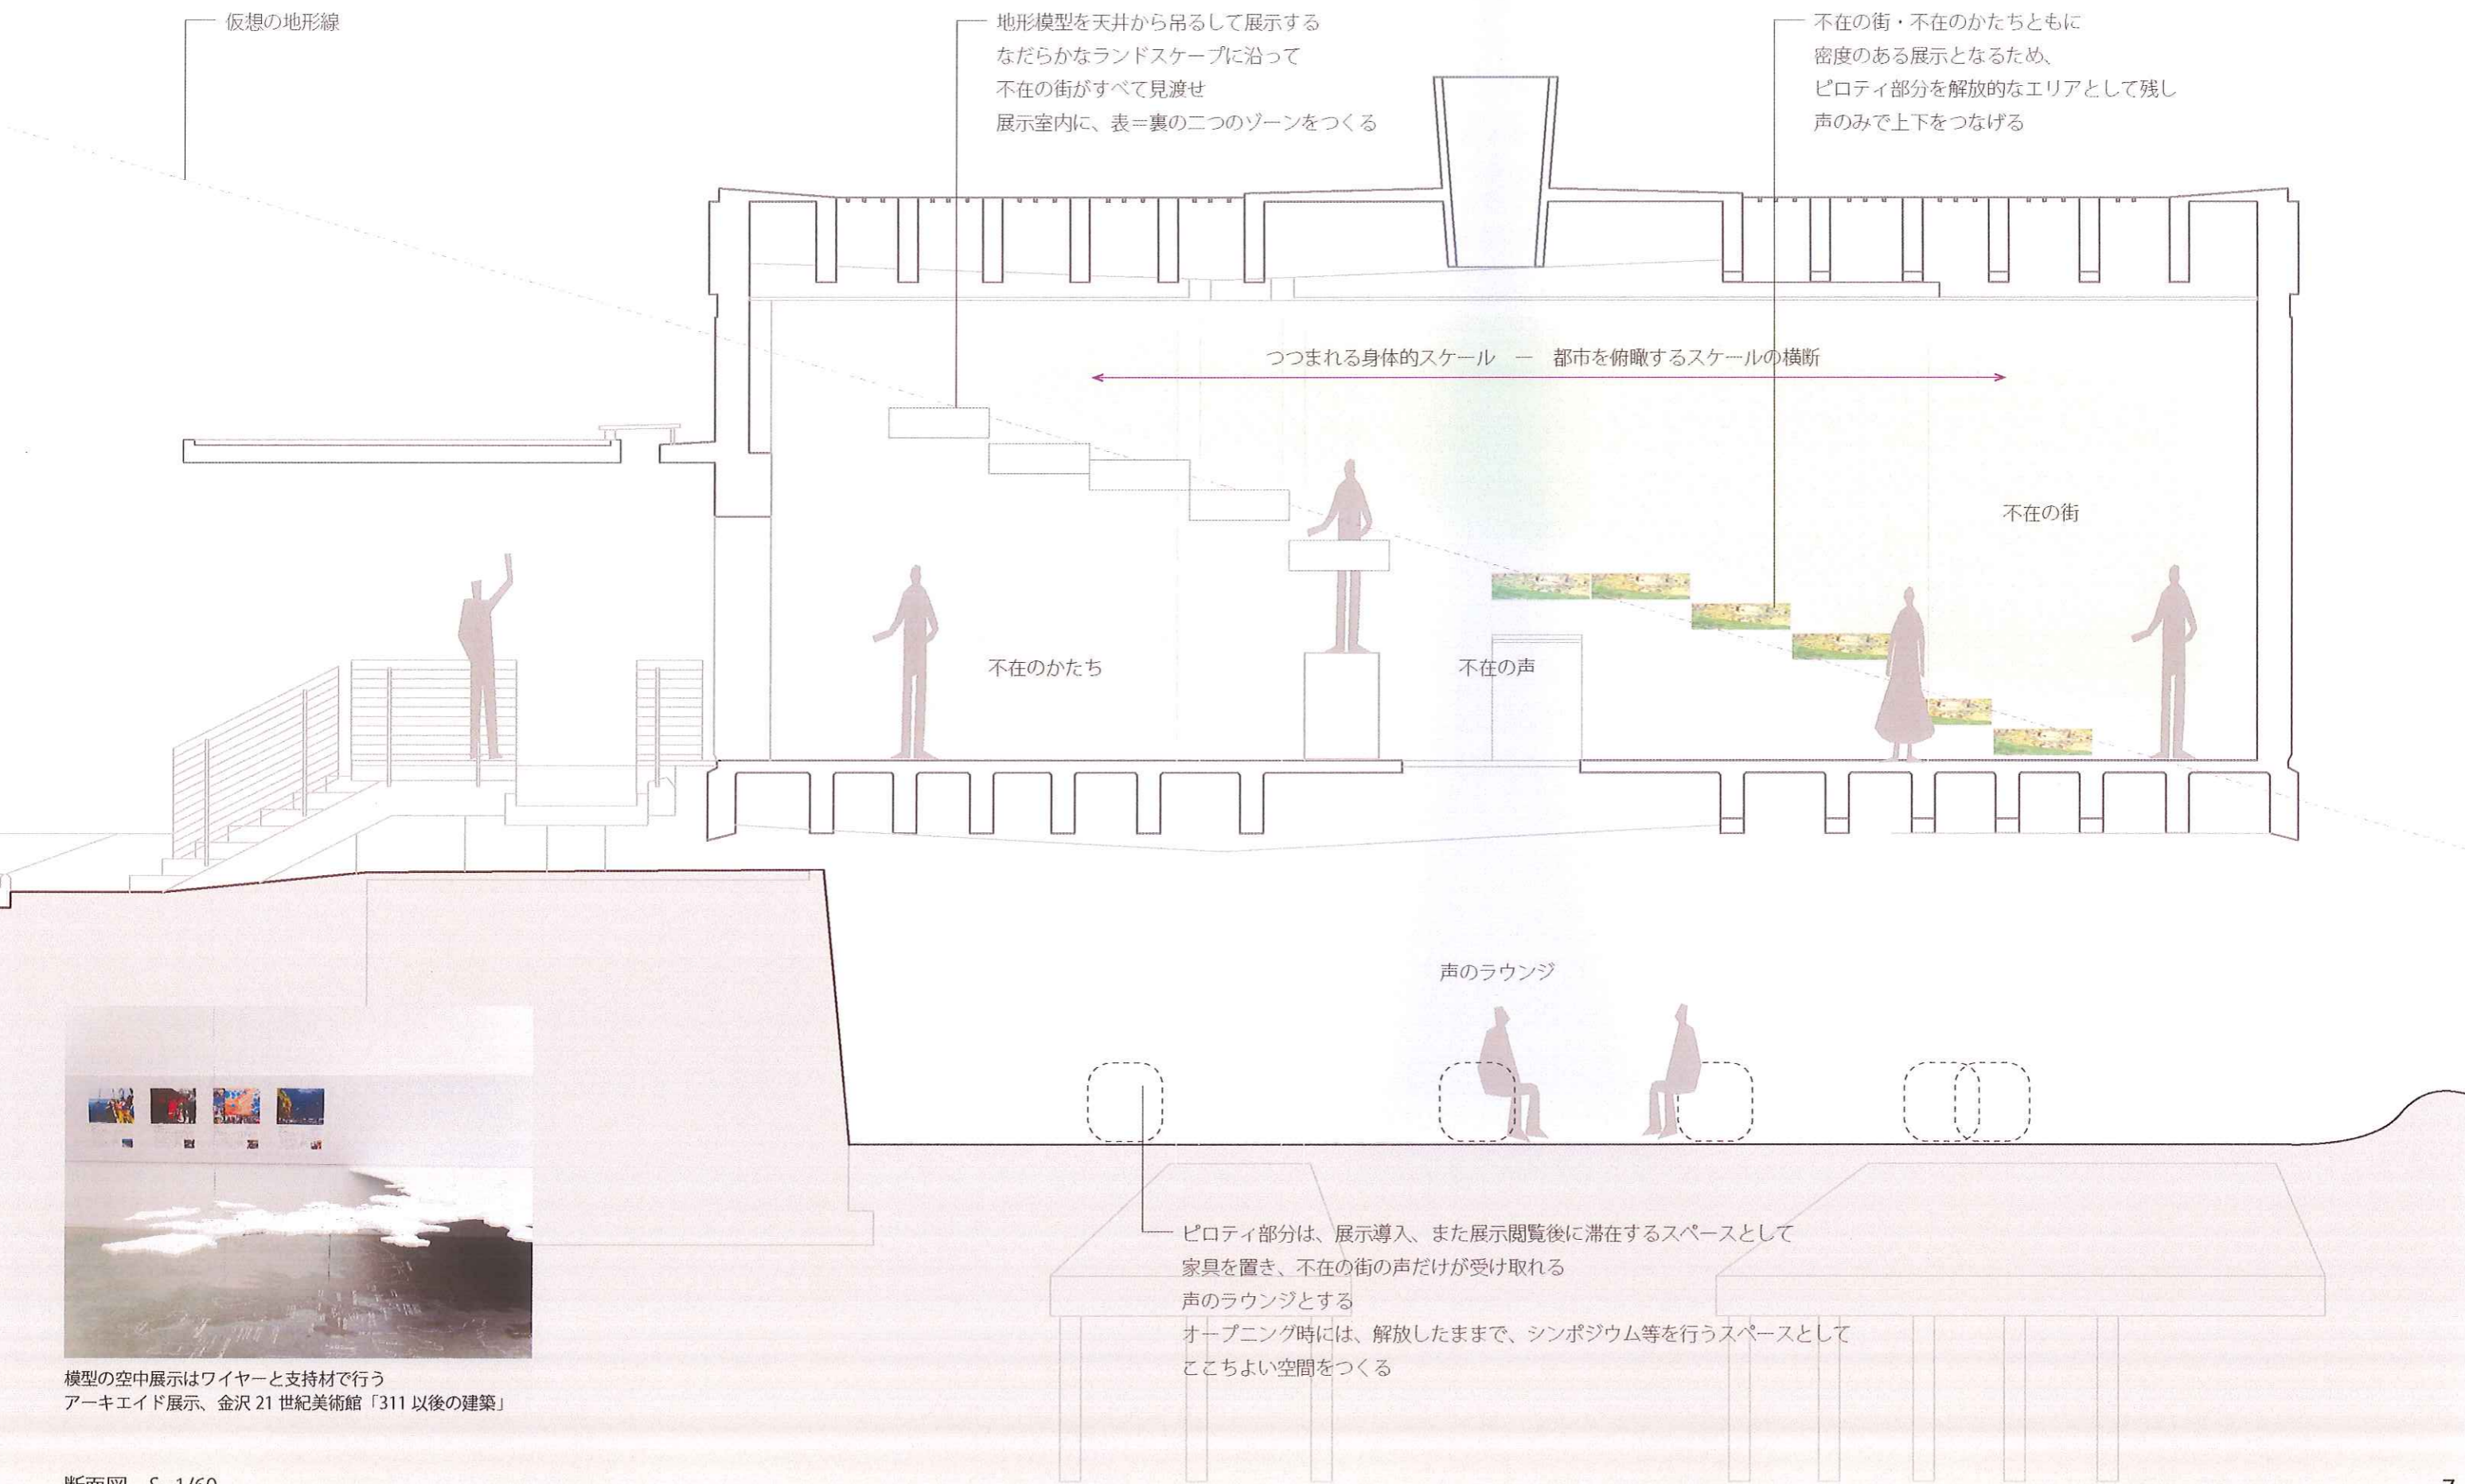 仮想の地形線
地形模型を天井から吊るして展示する
なだらかなランドスケープに沿って
不在の街がすべて見渡せ
展示室内に、表＝裏の二つのゾーンをつくる
不在の街・不在のかたちともに
密度のある展示となるため、
ピロティ部分を解放的なエリアとして残し
声のみで上下をつなげる
つつまれる身体的スケール ― 都市を俯瞰するスケールの横断
不在の街
不在のかたち
不在の声
声のラウンジ
ピロティ部分は、展示導入、また展示閲覧後に滞在するスペースとして
家具を置き、不在の街の声だけが受け取れる
声のラウンジとする
オープニング時には、解放したままで、シンポジウム等を行うスペースとして
ここちよい空間をつくる
模型の空中展示はワイヤーと支持材で行う
アーキエイド展示、金沢 21 世紀美術館「311 以後の建築」
断面図 S=1/60
7